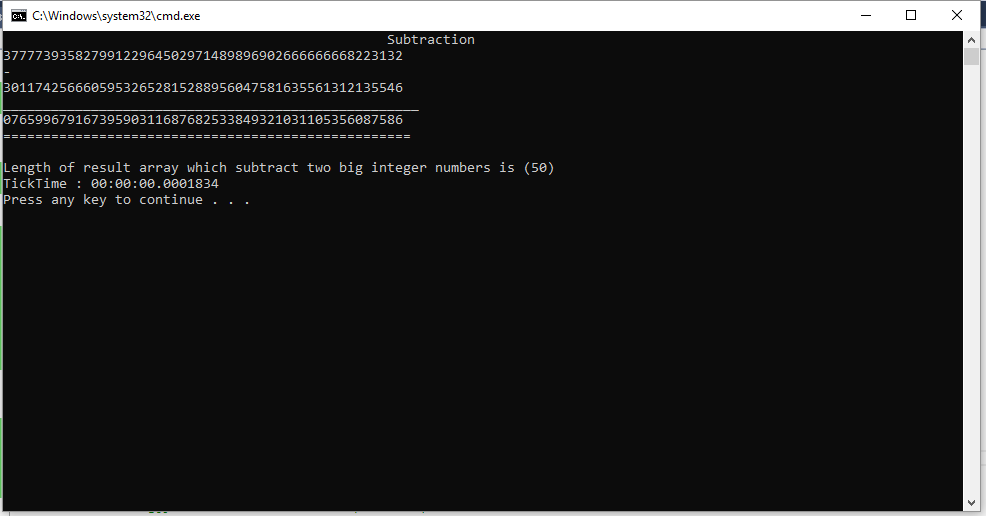 C:\Windows\system32\cmd.exe
Subtraction
37777393582799122964502971489896902666666668223132
-
30117425666059532652815288956047581635561312135546
07659967916739590311687682533849321031105356087586
===================================================
Length of result array which subtract two big integer numbers is (50)
TickTime : 00:00:00.0001834
Press any key to continue . . .